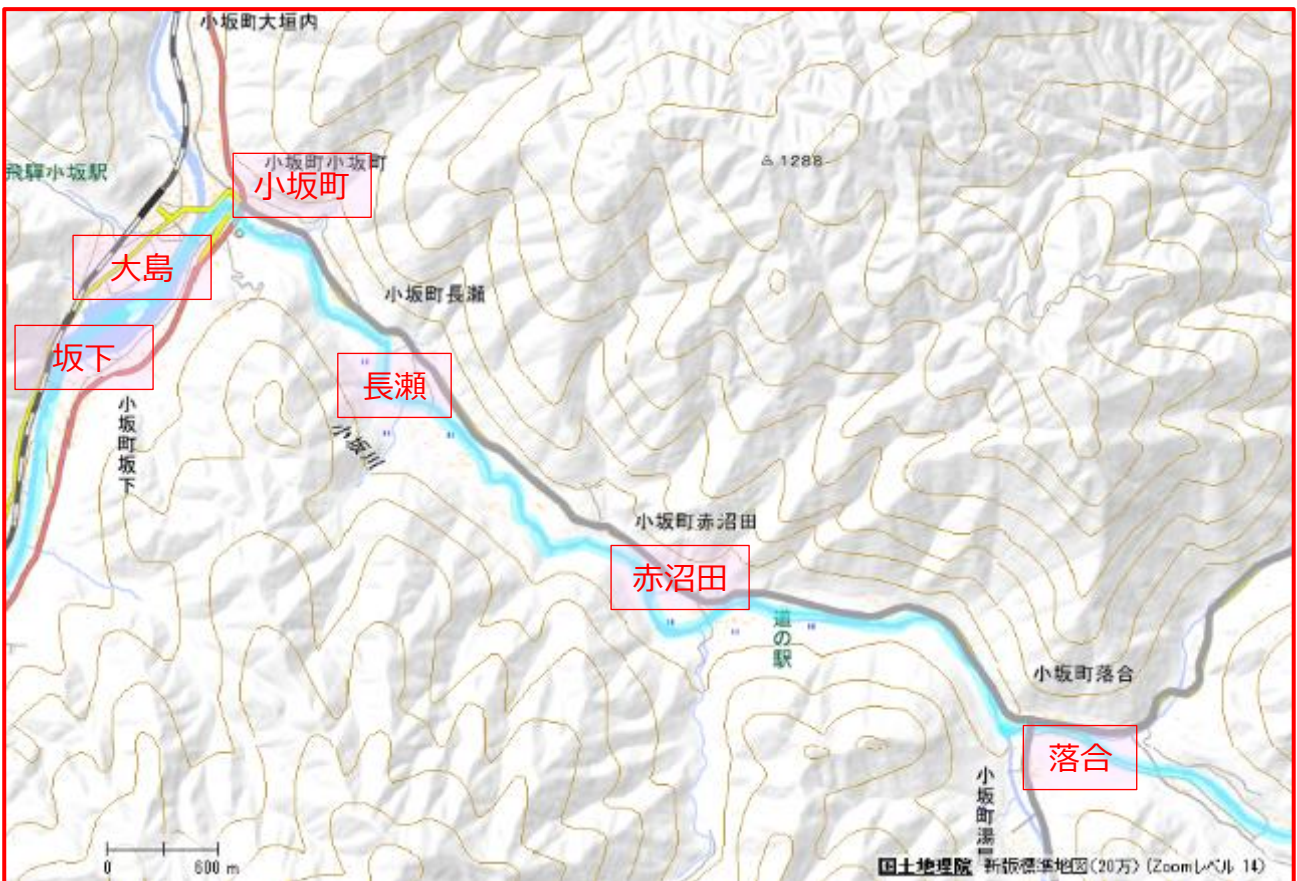 小坂町大垣内
小坂町小坂町
小坂町
飛騨小坂駅
1288
大島
小坂町長瀬
坂下
長瀬
小坂町坂下
小坂川
小坂町赤沼田
赤沼田
道の駅
小坂町落合
落合
小坂町湯
0 600 m
国土地理院 新版標準地図(20万) (Zoomレベル 14)